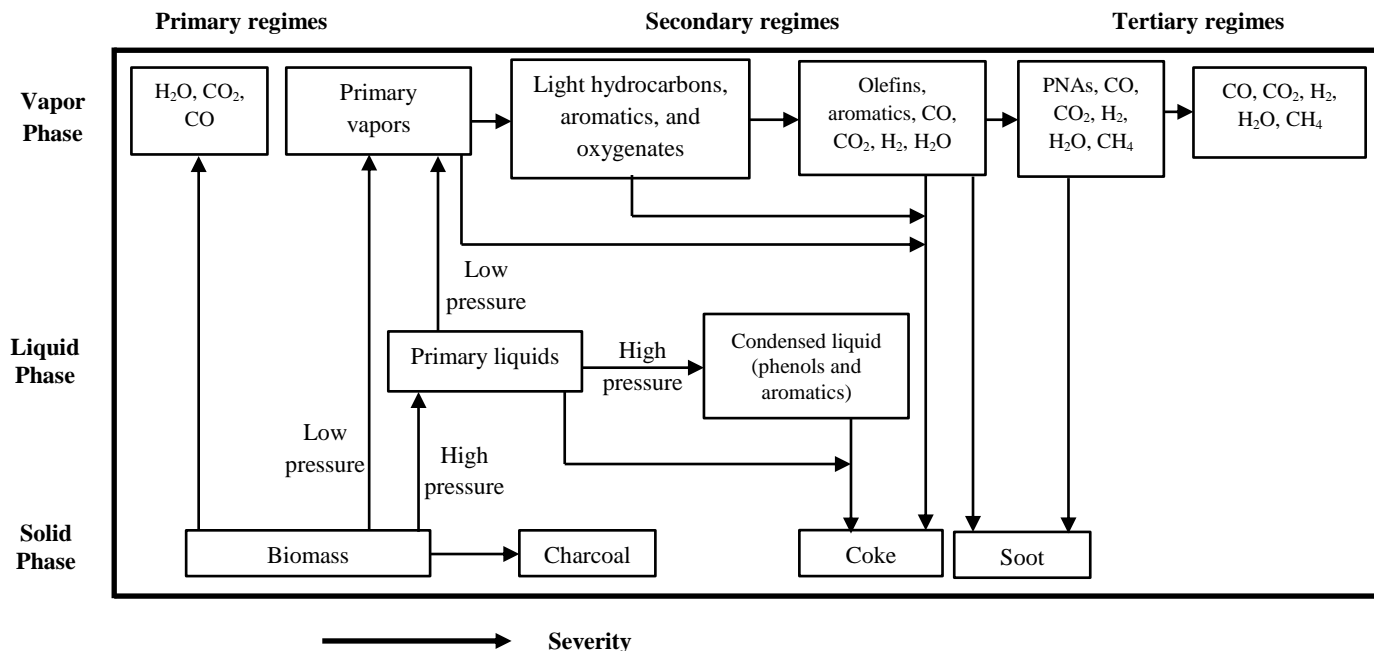 Primary regimes
Secondary regimes
Tertiary regimes
Vapor
Phase
H₂O, CO₂,
CO
Primary
vapors
Light hydrocarbons,
aromatics, and
oxygenates
Olefins,
aromatics, CO,
CO₂, H₂, H₂O
PNAs, CO,
CO₂, H₂,
H₂O, CH₄
CO, CO₂, H₂,
H₂O, CH₄
Low
pressure
Liquid
Phase
Primary liquids
High
pressure
Condensed liquid
(phenols and
aromatics)
Low
pressure
High
pressure
Solid
Phase
Biomass
Charcoal
Coke
Soot
Severity